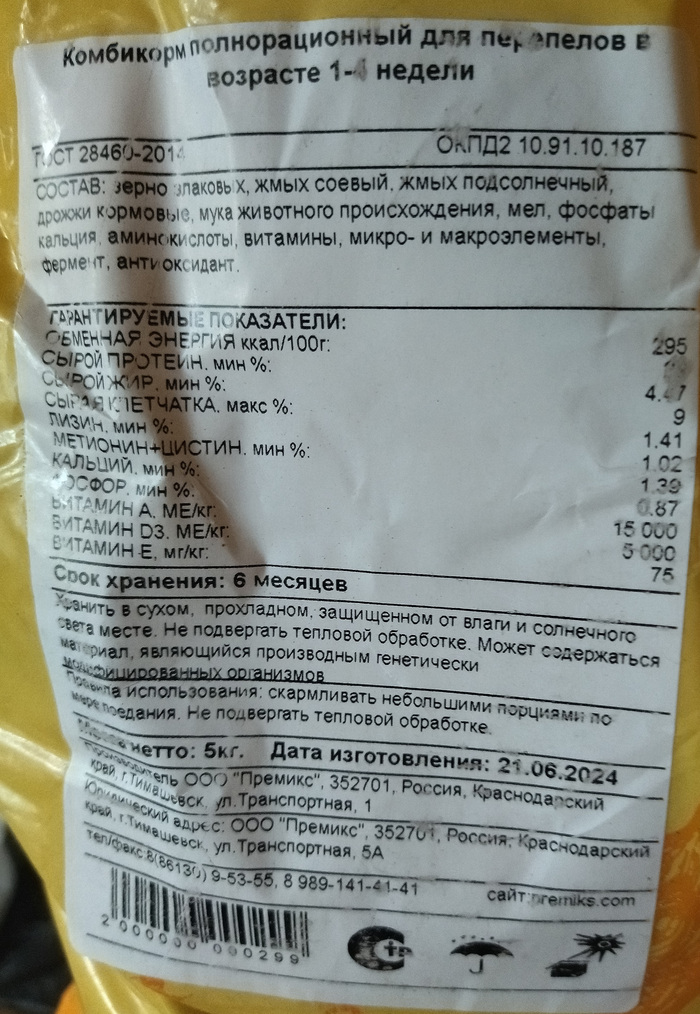 Комбикорм полнорационный для перепелов в
возрасте 1-4 недели
ГОСТ 28460-2014 ОКПД2 10.91.10.187
СОСТАВ: зерно злаковых, жмых соевый, жмых подсолнечный,
дрожжи кормовые, мука животного происхождения, мел, фосфаты
кальция, аминокислоты, витамины, микро- и макроэлементы,
фермент, антиоксидант.
ГАРАНТИРУЕМЫЕ ПОКАЗАТЕЛИ:
ОБМЕННАЯ ЭНЕРГИЯ ккал/100г: 295
СЫРОЙ ПРОТЕИН. мин %:
СЫРОЙ ЖИР. мин %:
СЫРАЯ КЛЕТЧАТКА. макс %: 9
ЛИЗИН. мин %: 1.41
МЕТИОНИН+ЦИСТИН. мин %: 1.02
КАЛЬЦИЙ. мин %: 1.39
ФОСФОР. мин %: 0.87
ВИТАМИН А. МЕ/кг: 15 000
ВИТАМИН D3. МЕ/кг: 5 000
ВИТАМИН Е, мг/кг: 75
Срок хранения: 6 месяцев
Хранить в сухом, прохладном, защищенном от влаги и солнечного
света месте. Не подвергать тепловой обработке. Может содержаться
материал, являющийся производным генетически
модифицированных организмов
Правила использования: скармливать небольшими порциями по
мере поедания. Не подвергать тепловой обработке.
Масса нетто: 5кг. Дата изготовления: 21.06.2024
Производитель ООО "Премикс", 352701, Россия, Краснодарский
край, г.Тимашевск, ул.Транспортная, 1
Юридический адрес: ООО "Премикс", 352701, Россия, Краснодарский
край, г.Тимашевск, ул.Транспортная, 5А
тел/факс:8(86130) 9-53-55, 8 989-141-41-41 сайт:premiks.com
2 000000 000299